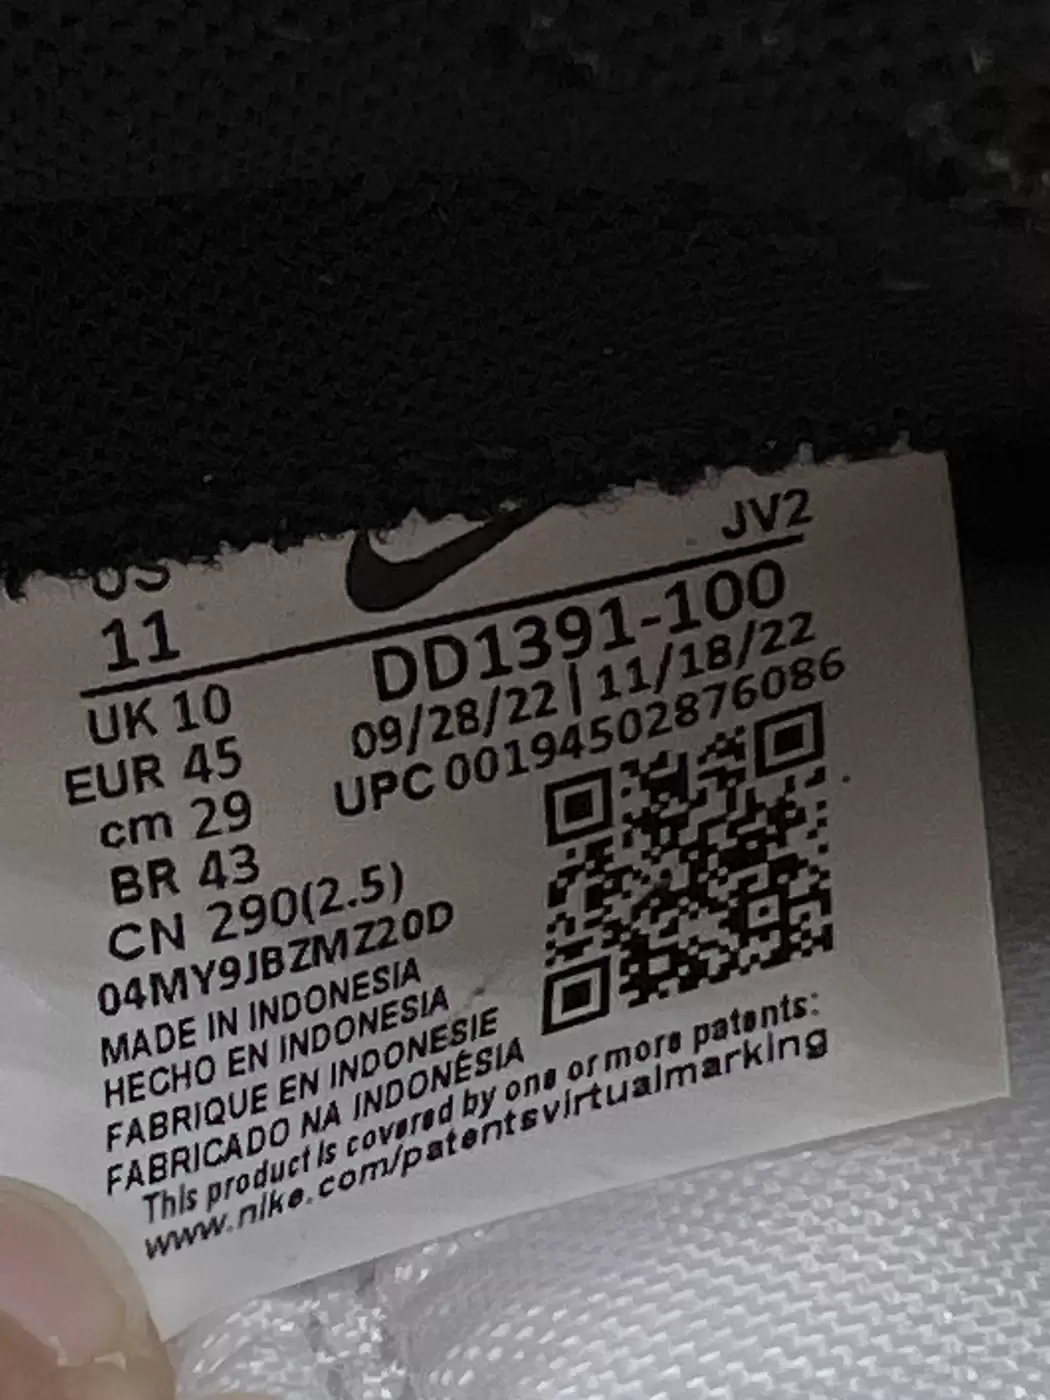 US
JV2
11
DD1391-100
UK 10
09/28/22 | 11/18/22
EUR 45
UPC 00194502876086
cm 29
BR 43
CN 290(2.5)
04MY9JBZMZ20D
MADE IN INDONESIA
HECHO EN INDONESIA
FABRIQUE EN INDONESIE
FABRICADO NA INDONÉSIA
This product is covered by one or more patents:
www.nike.com/patentsvirtualmarking